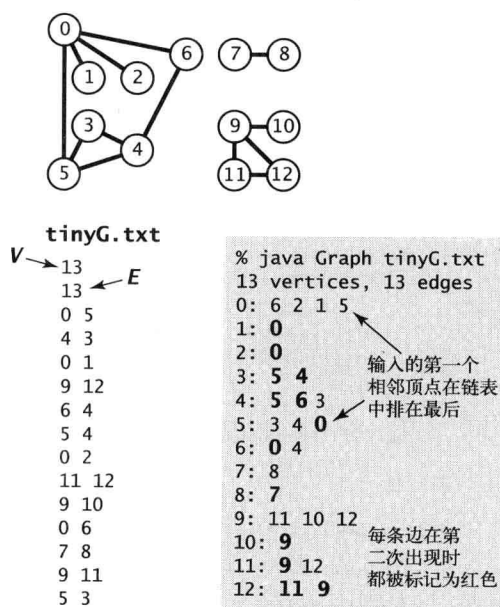 0
6
7
8
1
2
3
9
10
4
5
11
12
tinyG.txt
V
13
13
E
0 5
4 3
0 1
9 12
6 4
5 4
0 2
11 12
9 10
0 6
7 8
9 11
5 3
% java Graph tinyG.txt
13 vertices, 13 edges
0: 6 2 1 5
1: 0
2: 0
3: 5 4
4: 5 6 3
5: 3 4 0
6: 0 4
7: 8
8: 7
9: 11 10 12
10: 9
11: 9 12
12: 11 9
输入的第一个
相邻顶点在链表
中排在最后
每条边在第
二次出现时
都被标记为红色